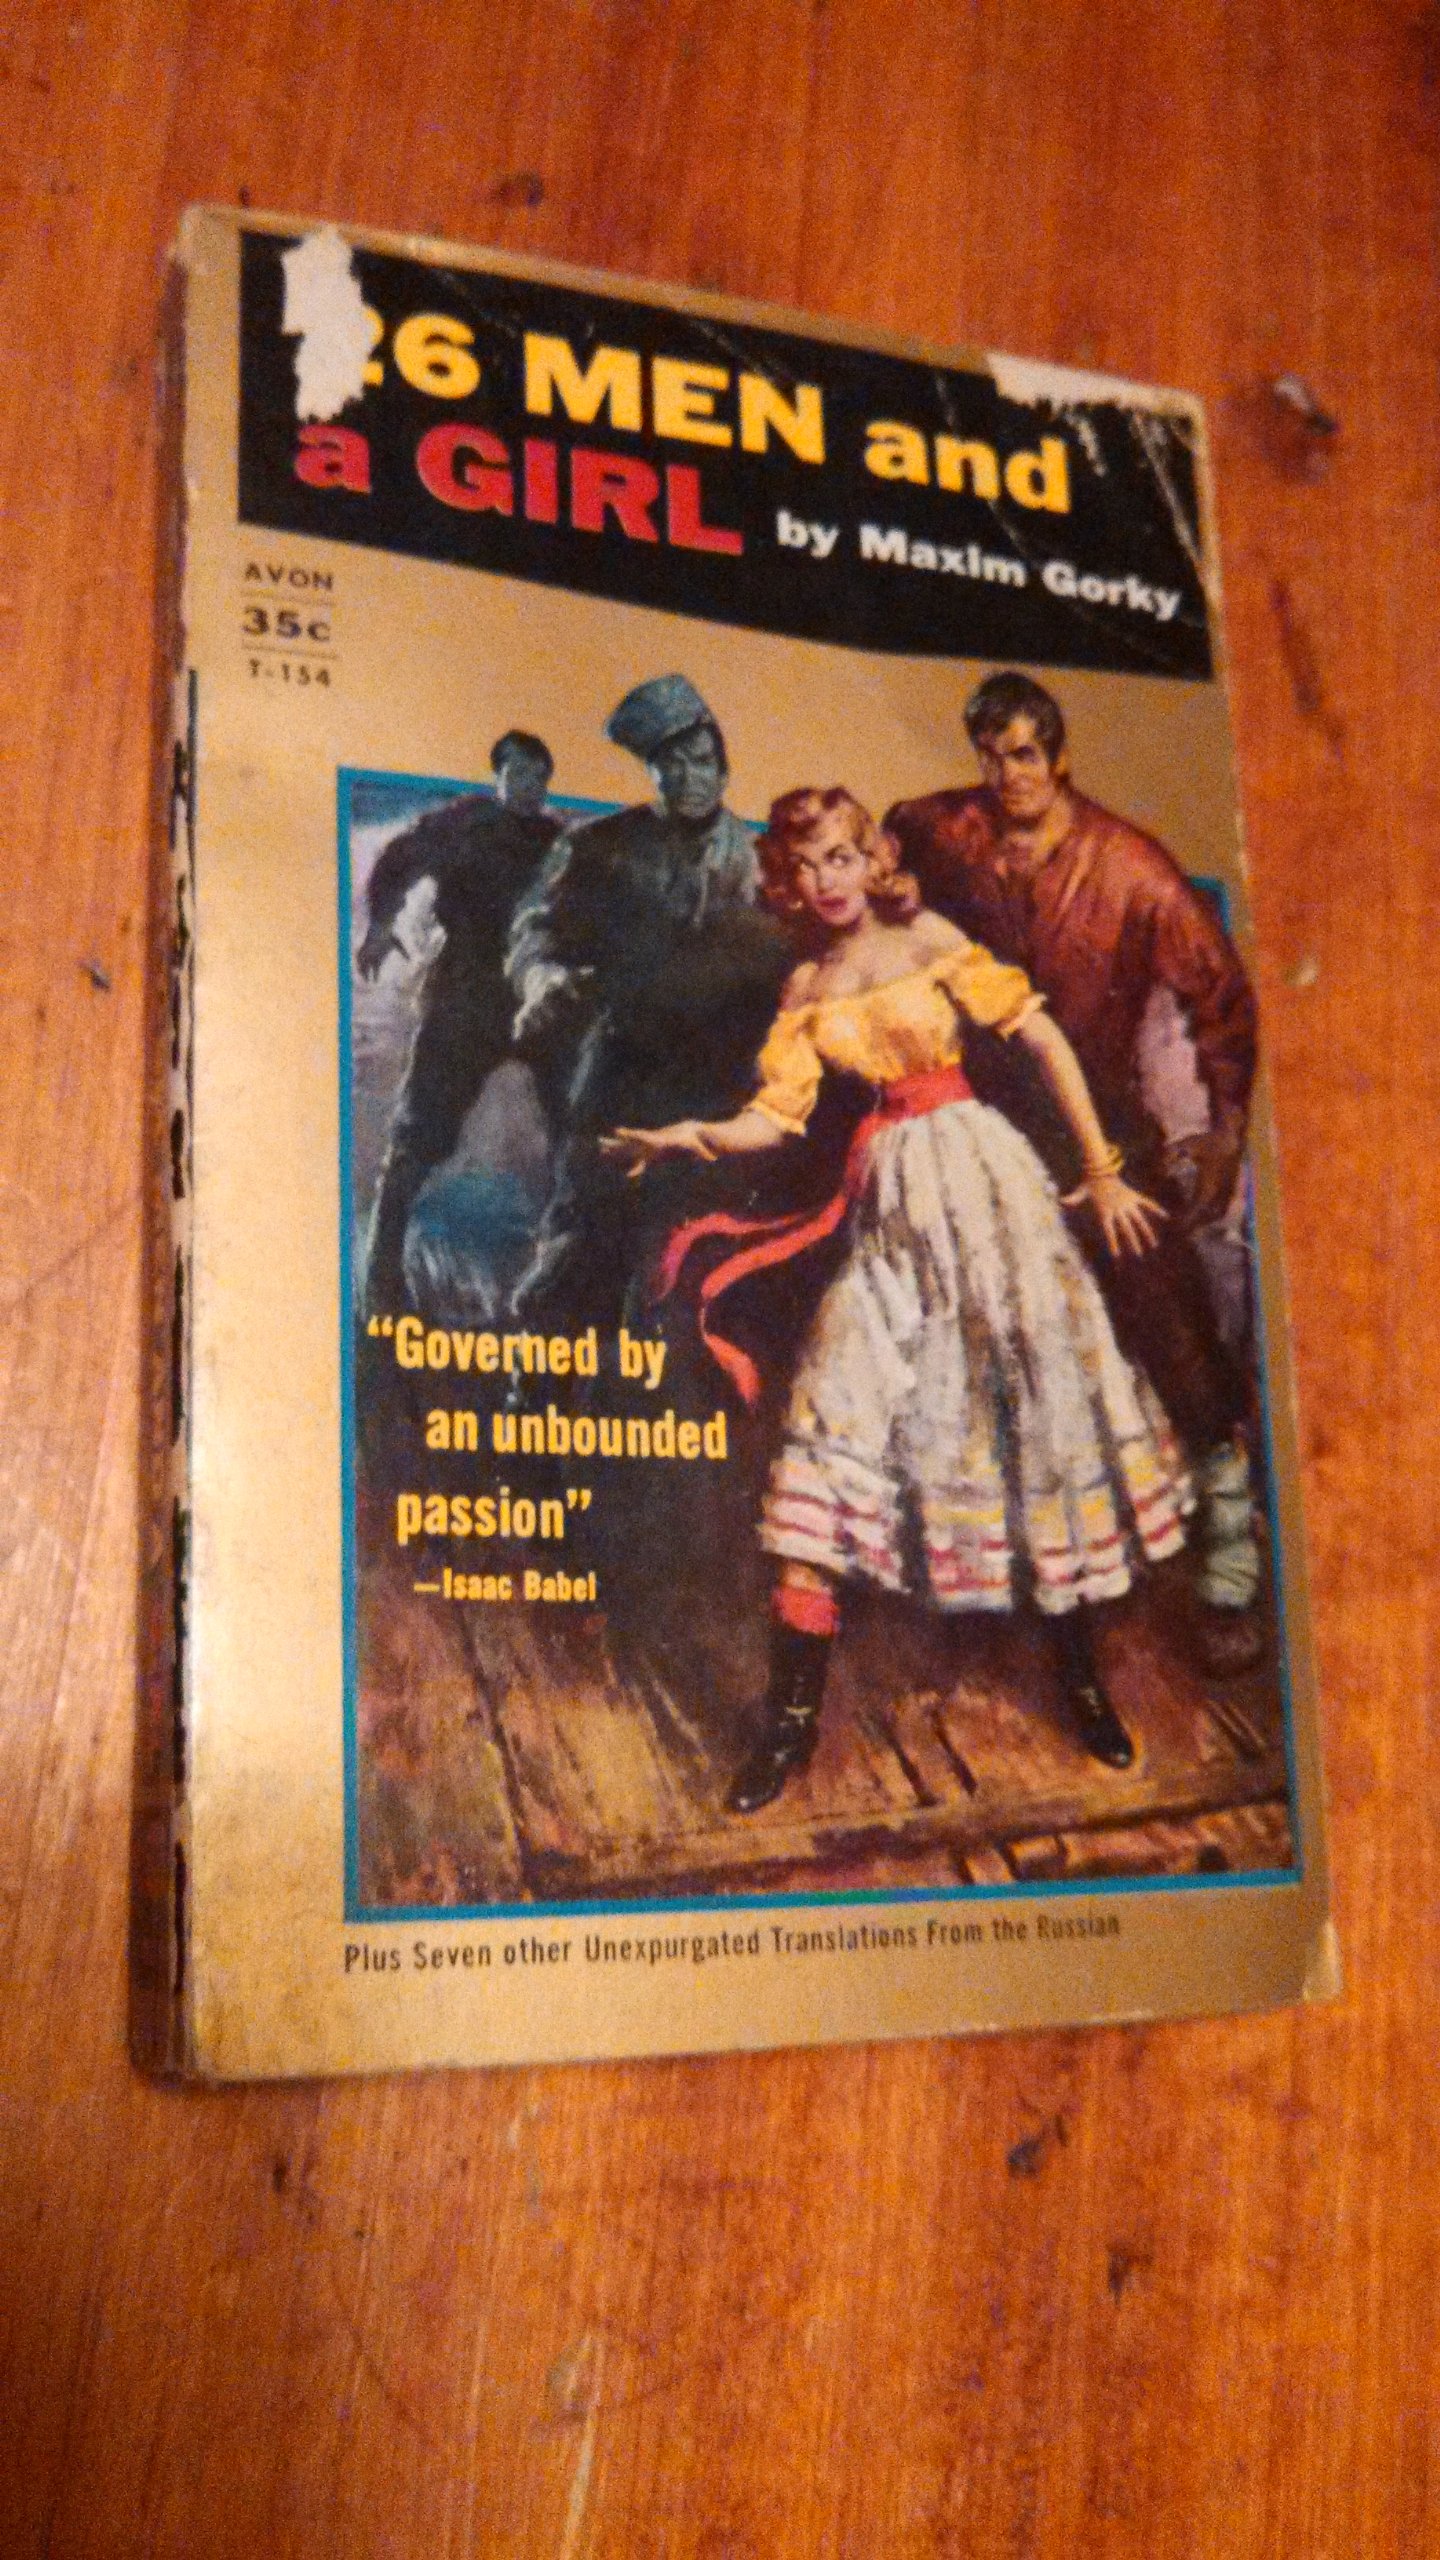 26 MEN and
a GIRL by Maxim Gorky
AVON
35c
T-154
“Governed by
an unbounded
passion”
—Isaac Babel
Plus Seven other Unexpurgated Translations From the Russian